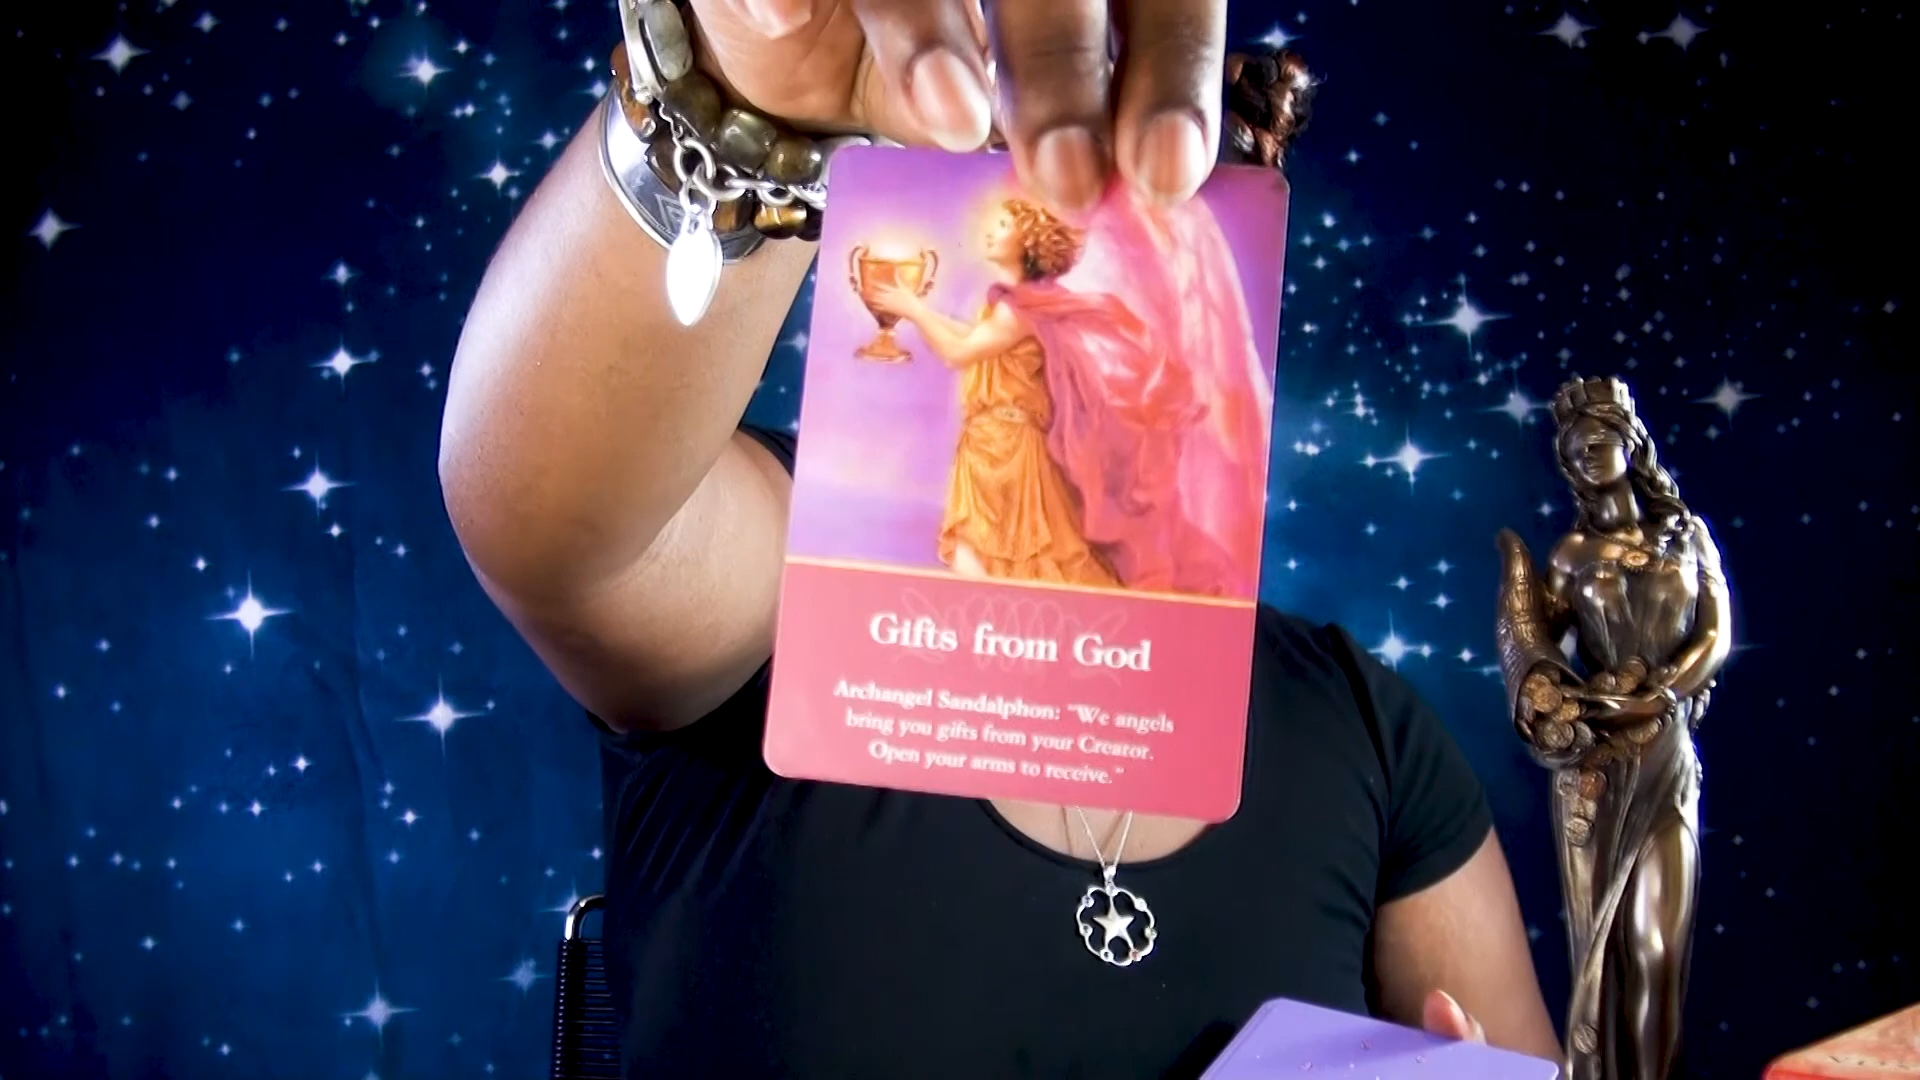 Gifts from God
Archangel Sandalphon: "We angels
bring you gifts from your Creator.
Open your arms to receive."